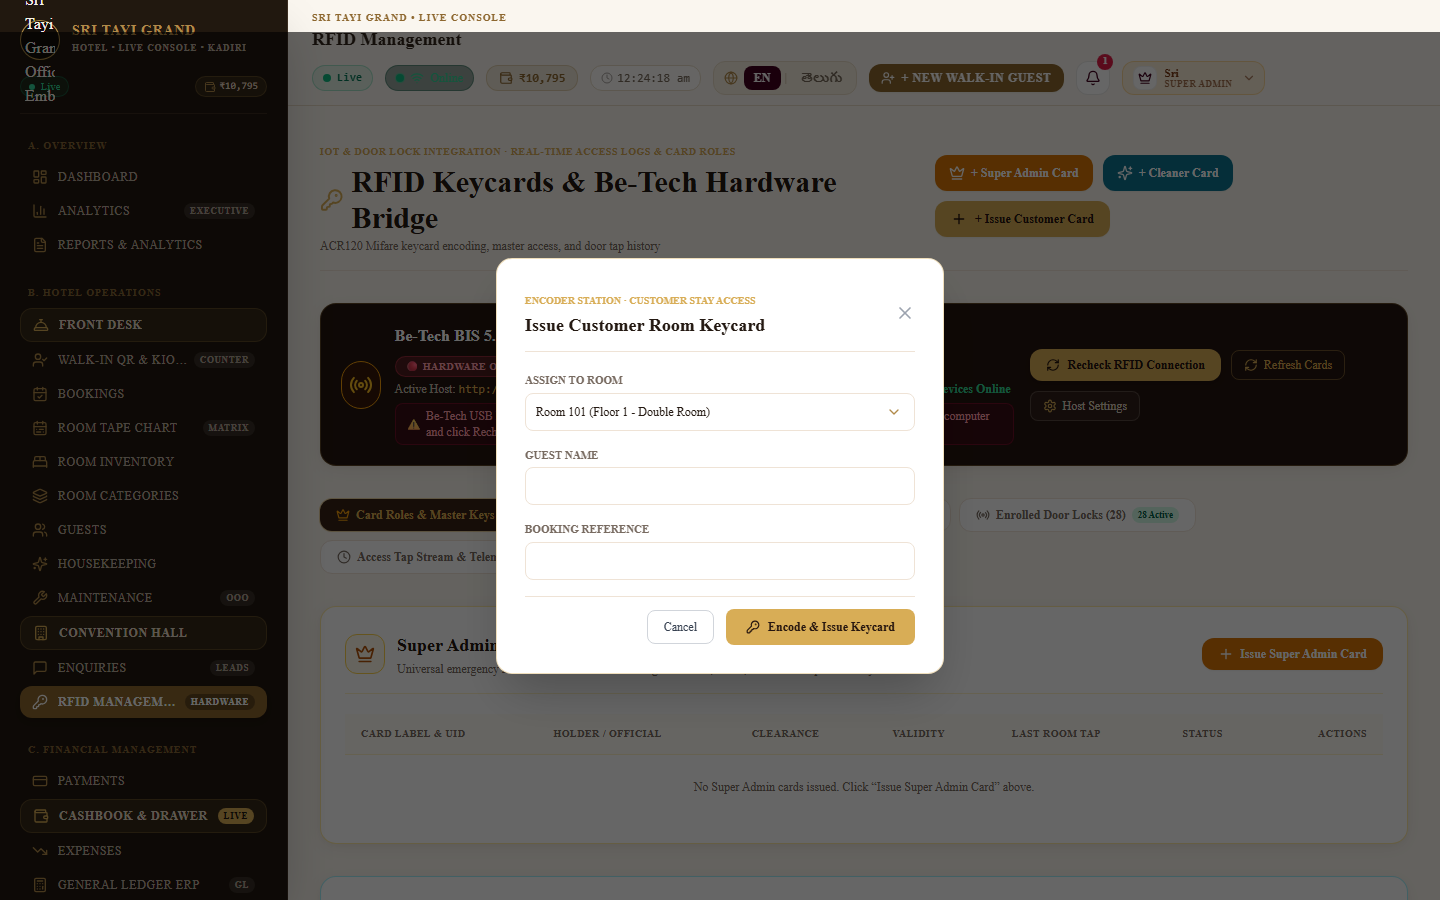 SRI TAYI GRAND • LIVE CONSOLE
Sri
Tayi
Gran
Offic
Emb
SRI TAYI GRAND
HOTEL • LIVE CONSOLE • KADIRI
Live
₹10,795
A. OVERVIEW
DASHBOARD
ANALYTICS EXECUTIVE
REPORTS & ANALYTICS
B. HOTEL OPERATIONS
FRONT DESK
WALK-IN QR & KIO... COUNTER
BOOKINGS
ROOM TAPE CHART MATRIX
ROOM INVENTORY
ROOM CATEGORIES
GUESTS
HOUSEKEEPING
MAINTENANCE OOO
CONVENTION HALL
ENQUIRIES LEADS
RFID MANAGEM... HARDWARE
C. FINANCIAL MANAGEMENT
PAYMENTS
CASHBOOK & DRAWER LIVE
EXPENSES
GENERAL LEDGER ERP GL
RFID Management
Live
₹10,795
12:24:18 am
EN
తెలుగు
+ NEW WALK-IN GUEST
1
Sri
SUPER ADMIN
IOT & DOOR LOCK INTEGRATION · REAL-TIME ACCESS LOGS & CARD ROLES
RFID Keycards & Be-Tech Hardware
Bridge
ACR120 Mifare keycard encoding, master access, and door tap history
+ Super Admin Card
+ Cleaner Card
+ Issue Customer Card
Be-Tech BIS 5.
HARDWARE O
Active Host: http:/
evices Online
Be-Tech USB
computer
and click Rech
Recheck RFID Connection
Refresh Cards
Host Settings
Card Roles & Master Keys
Enrolled Door Locks (28) 28 Active
Access Tap Stream & Telem
ENCODER STATION · CUSTOMER STAY ACCESS
Issue Customer Room Keycard
ASSIGN TO ROOM
Room 101 (Floor 1 - Double Room)
GUEST NAME
BOOKING REFERENCE
Cancel
Encode & Issue Keycard
Super Admin
Universal emergency
Issue Super Admin Card
CARD LABEL & UID HOLDER / OFFICIAL CLEARANCE VALIDITY LAST ROOM TAP STATUS ACTIONS
No Super Admin cards issued. Click “Issue Super Admin Card” above.